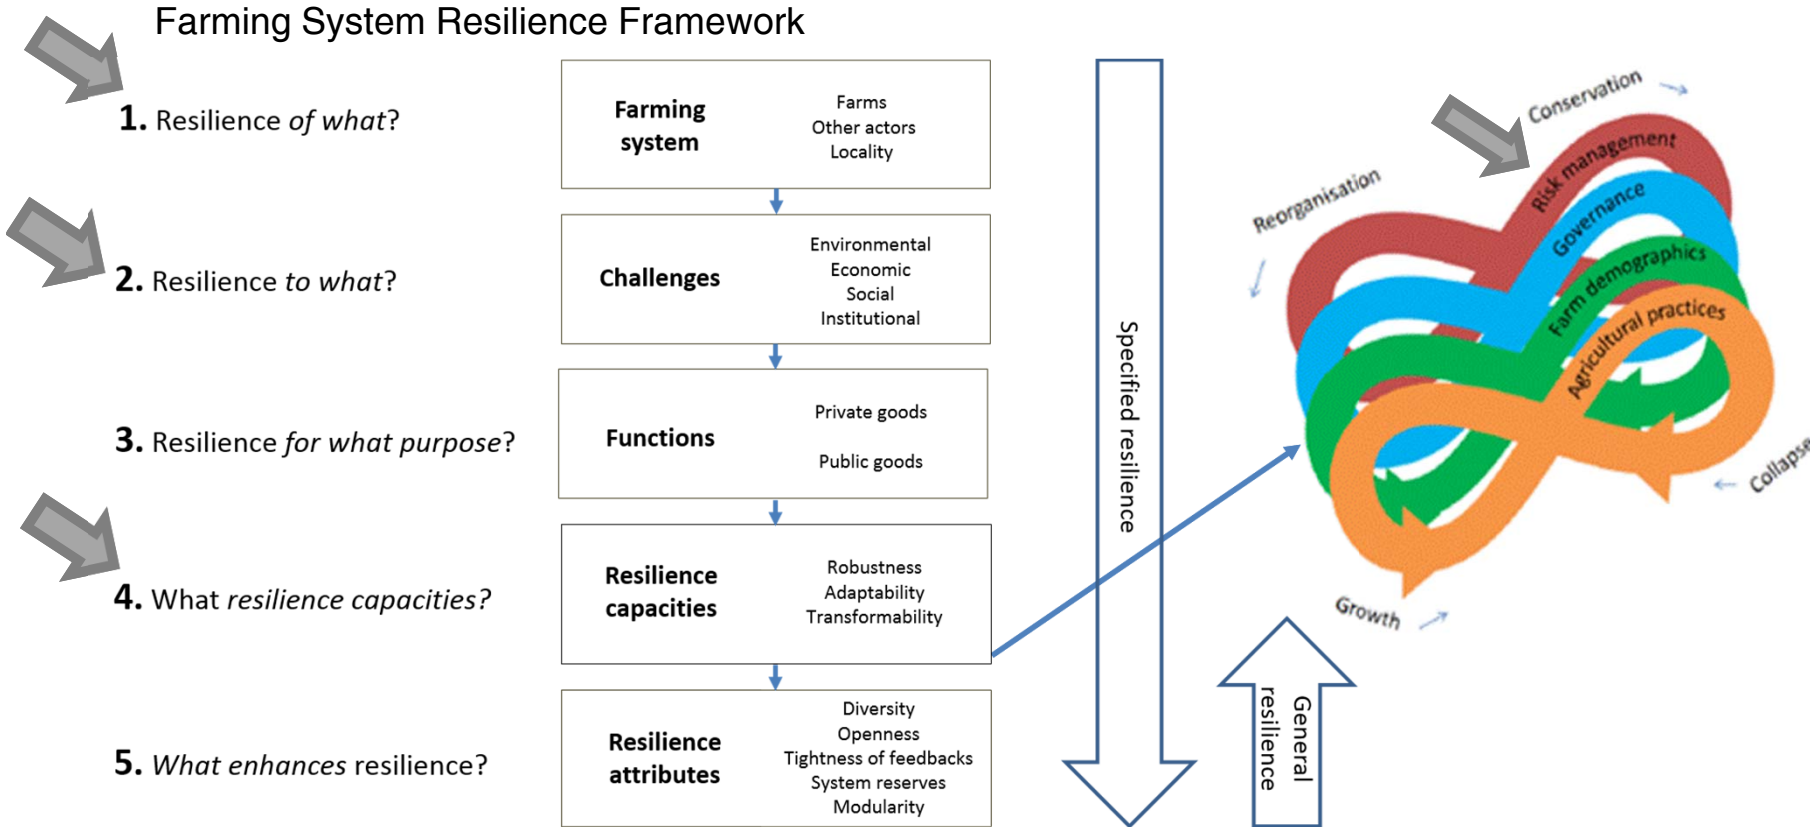 Farming System Resilience Framework
1. Resilience of what?
Farming
system
Farms
Other actors
Locality
2. Resilience to what?
Challenges
Environmental
Economic
Social
Institutional
3. Resilience for what purpose?
Functions
Private goods
Public goods
4. What resilience capacities?
Resilience
capacities
Robustness
Adaptability
Transformability
5. What enhances resilience?
Resilience
attributes
Diversity
Openness
Tightness of feedbacks
System reserves
Modularity
Specified resilience
General
resilience
Conservation
Reorganisation
Risk management
Governance
Farm demographics
Agricultural practices
Collapse
Growth